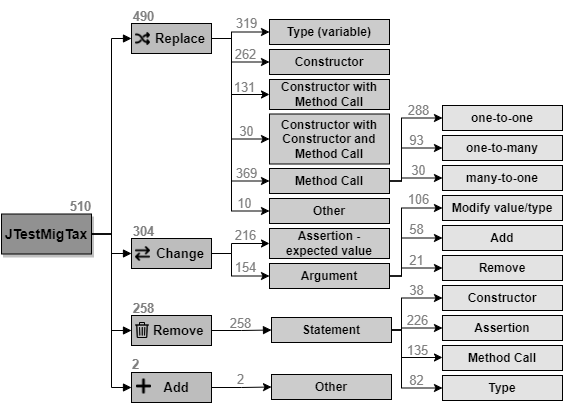 490
Replace
319
Type (variable)
262
Constructor
131
Constructor with
Method Call
30
Constructor with
Constructor and
Method Call
369
Method Call
288
one-to-one
93
one-to-many
30
many-to-one
10
Other
510
JTestMigTax
304
Change
216
Assertion -
expected value
154
Argument
106
Modify value/type
58
Add
21
Remove
258
Remove
258
Statement
38
Constructor
226
Assertion
135
Method Call
82
Type
2
Add
2
Other